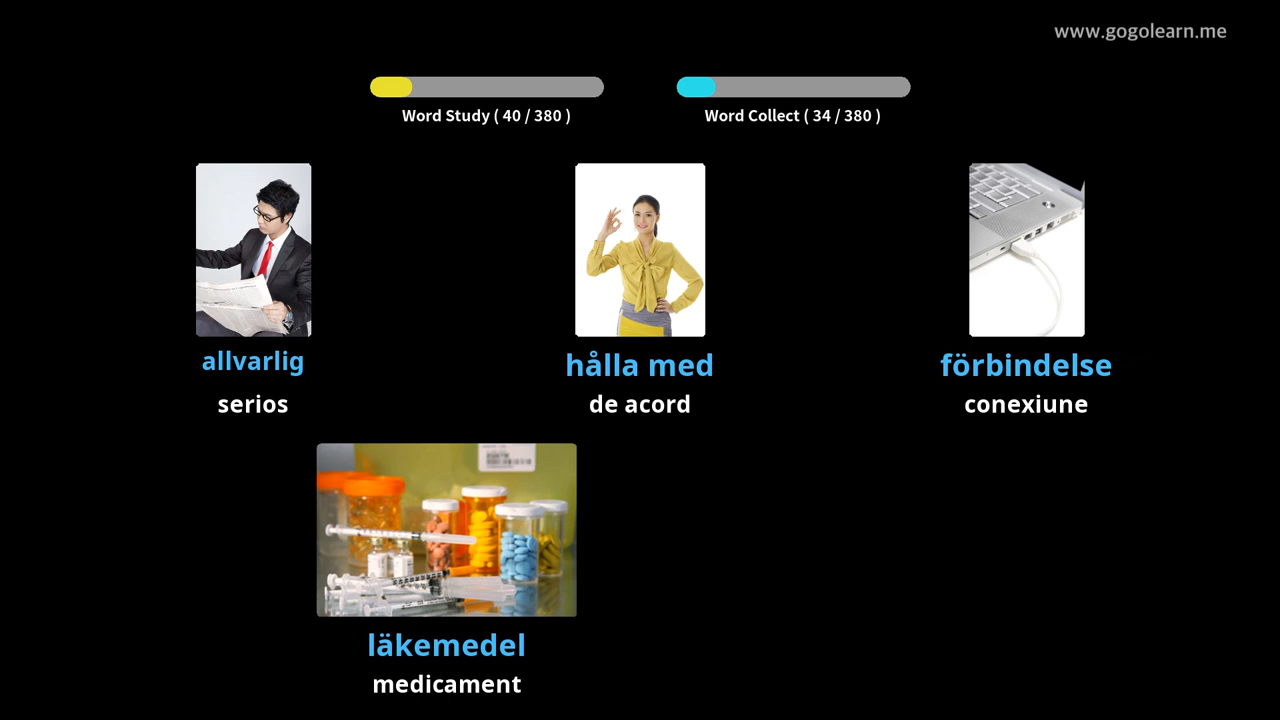 www.gogolearn.me
Word Study ( 40 / 380 )
Word Collect ( 34 / 380 )
allvarlig
serios
hålla med
de acord
förbindelse
conexiune
läkemedel
medicament